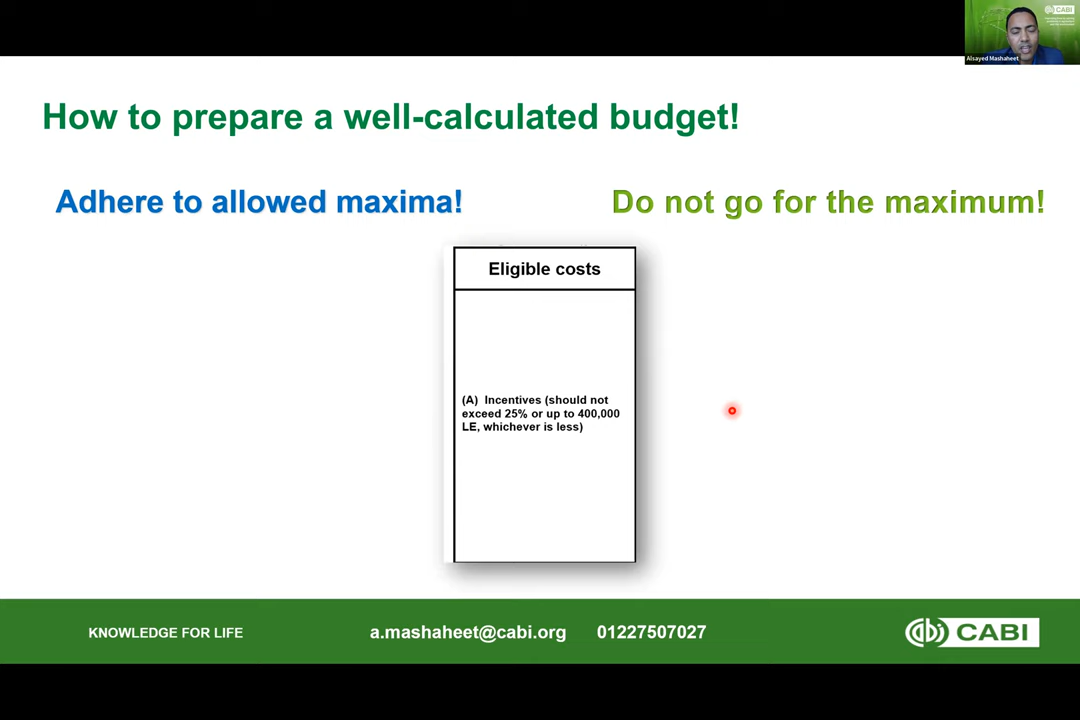 CABI
Alsayed Mashaheet
How to prepare a well-calculated budget!
Adhere to allowed maxima!
Do not go for the maximum!
Eligible costs
(A) Incentives (should not
exceed 25% or up to 400,000
LE, whichever is less)
KNOWLEDGE FOR LIFE
a.mashaheet@cabi.org
01227507027
CABI